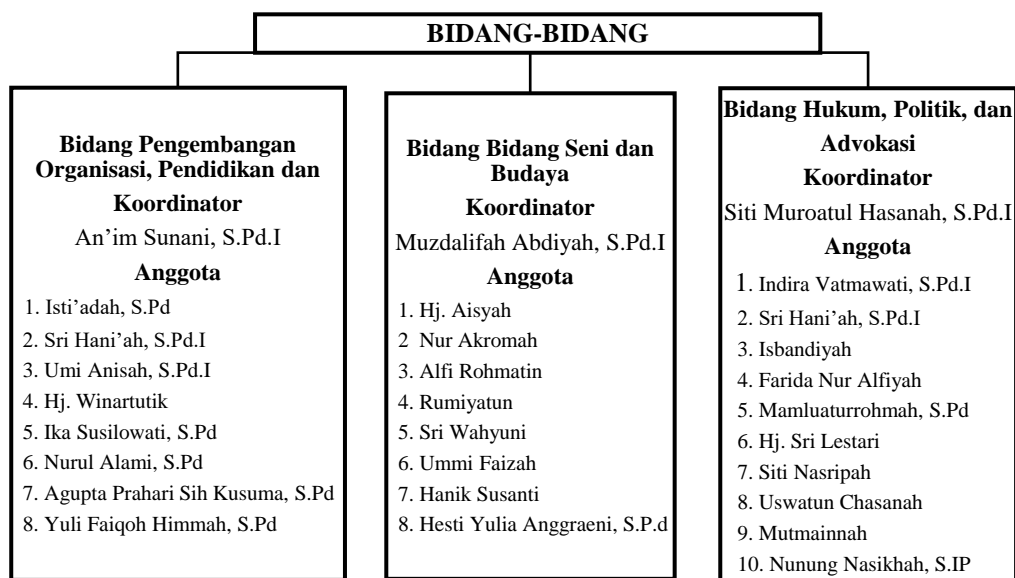 BIDANG-BIDANG
Bidang Pengembangan
Organisasi, Pendidikan dan
Koordinator
An’im Sunani, S.Pd.I
Anggota
1. Isti’adah, S.Pd
2. Sri Hani’ah, S.Pd.I
3. Umi Anisah, S.Pd.I
4. Hj. Winartutik
5. Ika Susilowati, S.Pd
6. Nurul Alami, S.Pd
7. Agupta Prahari Sih Kusuma, S.Pd
8. Yuli Faiqoh Himmah, S.Pd
Bidang Bidang Seni dan
Budaya
Koordinator
Muzdalifah Abdiyah, S.Pd.I
Anggota
1. Hj. Aisyah
2 Nur Akromah
3. Alfi Rohmatin
4. Rumiyatun
5. Sri Wahyuni
6. Ummi Faizah
7. Hanik Susanti
8. Hesti Yulia Anggraeni, S.P.d
Bidang Hukum, Politik, dan
Advokasi
Koordinator
Siti Muroatul Hasanah, S.Pd.I
Anggota
1. Indira Vatmawati, S.Pd.I
2. Sri Hani’ah, S.Pd.I
3. Isbandiyah
4. Farida Nur Alfiyah
5. Mamluaturrohmah, S.Pd
6. Hj. Sri Lestari
7. Siti Nasripah
8. Uswatun Chasanah
9. Mutmainnah
10. Nunung Nasikhah, S.IP